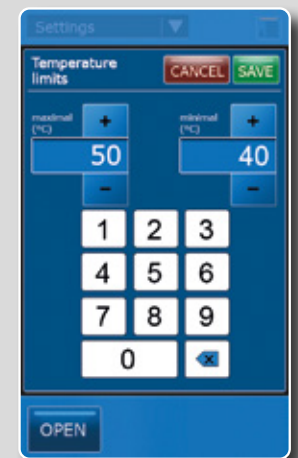 Settings
Temperature
limits
CANCEL SAVE
maximal
(°C)
minimal
(°C)
+ +
50 40
- -
1 2 3
4 5 6
7 8 9
0
OPEN